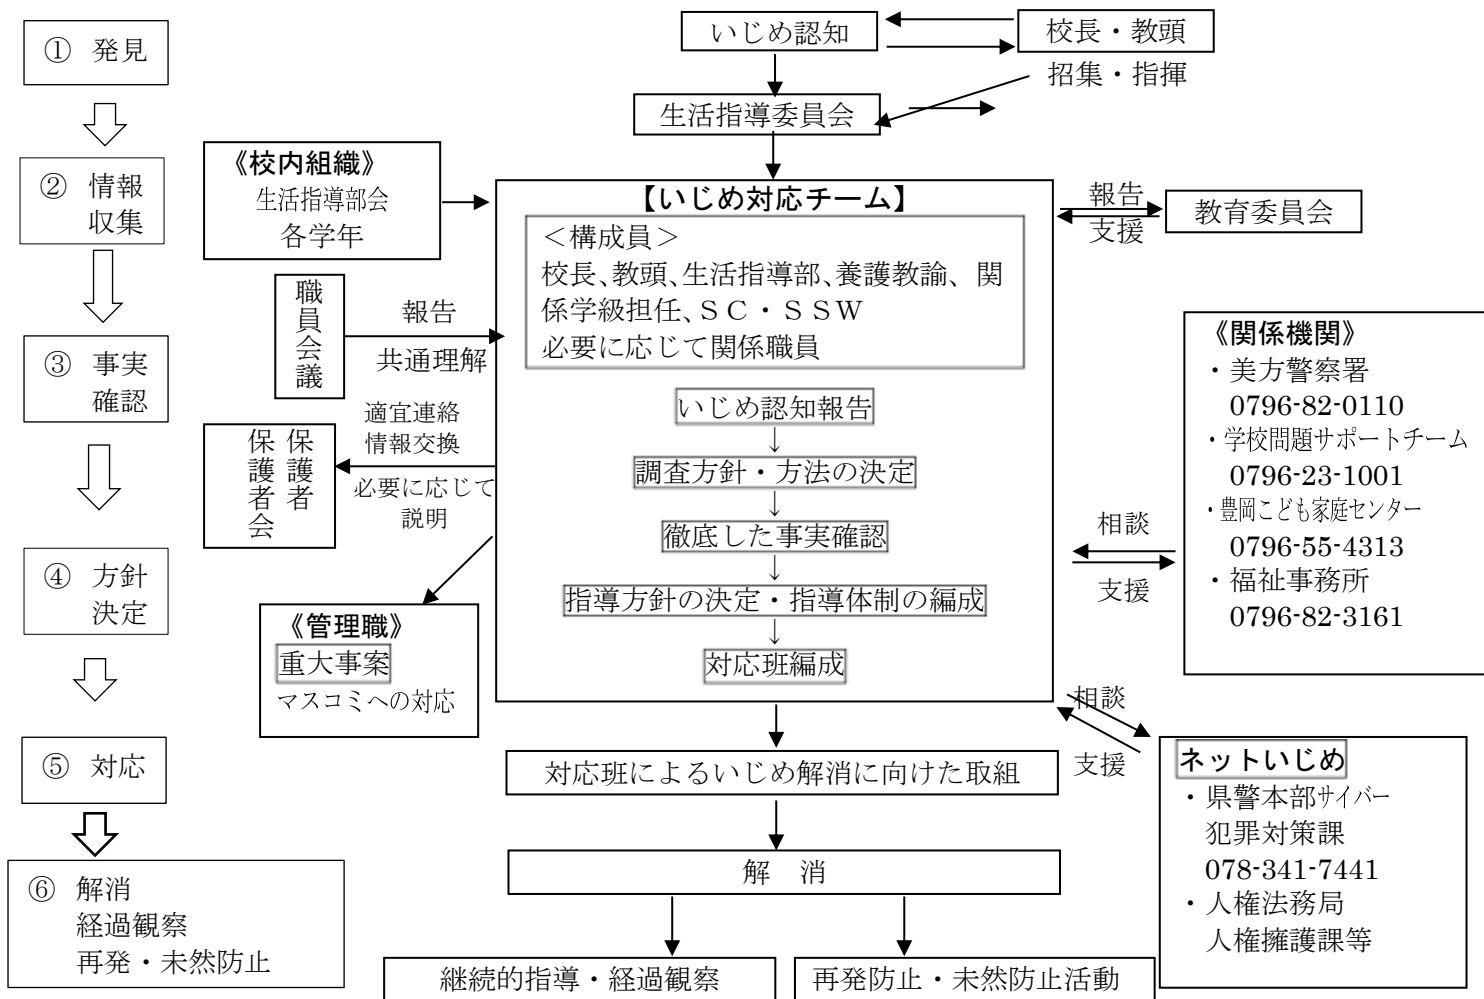 ① 発見
② 情報
収集
③ 事実
確認
④ 方針
決定
⑤ 対応
⑥ 解消
経過観察
再発・未然防止
いじめ認知
校長・教頭
招集・指揮
生活指導委員会
《校内組織》
生活指導部会
各学年
職員会議
報告
共通理解
適宜連絡
情報交換
保護者
保護者会
必要に応じて
説明
《管理職》
重大事案
マスコミへの対応
【いじめ対応チーム】
＜構成員＞
校長、教頭、生活指導部、養護教諭、関
係学級担任、ＳＣ・ＳＳＷ
必要に応じて関係職員
いじめ認知報告
↓
調査方針・方法の決定
↓
徹底した事実確認
↓
指導方針の決定・指導体制の編成
↓
対応班編成
報告
支援
教育委員会
《関係機関》
・美方警察署
0796-82-0110
・学校問題サポートチーム
0796-23-1001
・豊岡こども家庭センター
0796-55-4313
・福祉事務所
0796-82-3161
相談
支援
相談
支援
ネットいじめ
・県警本部サイバー
犯罪対策課
078-341-7441
・人権法務局
人権擁護課等
対応班によるいじめ解消に向けた取組
解　消
継続的指導・経過観察
再発防止・未然防止活動